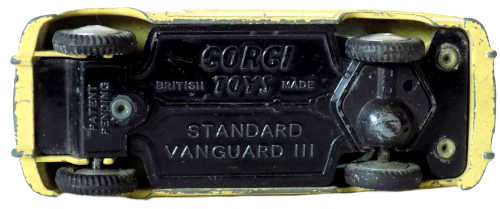 CORGI
TOYS
BRITISH MADE
PATENT
PENDING
STANDARD
VANGUARD III